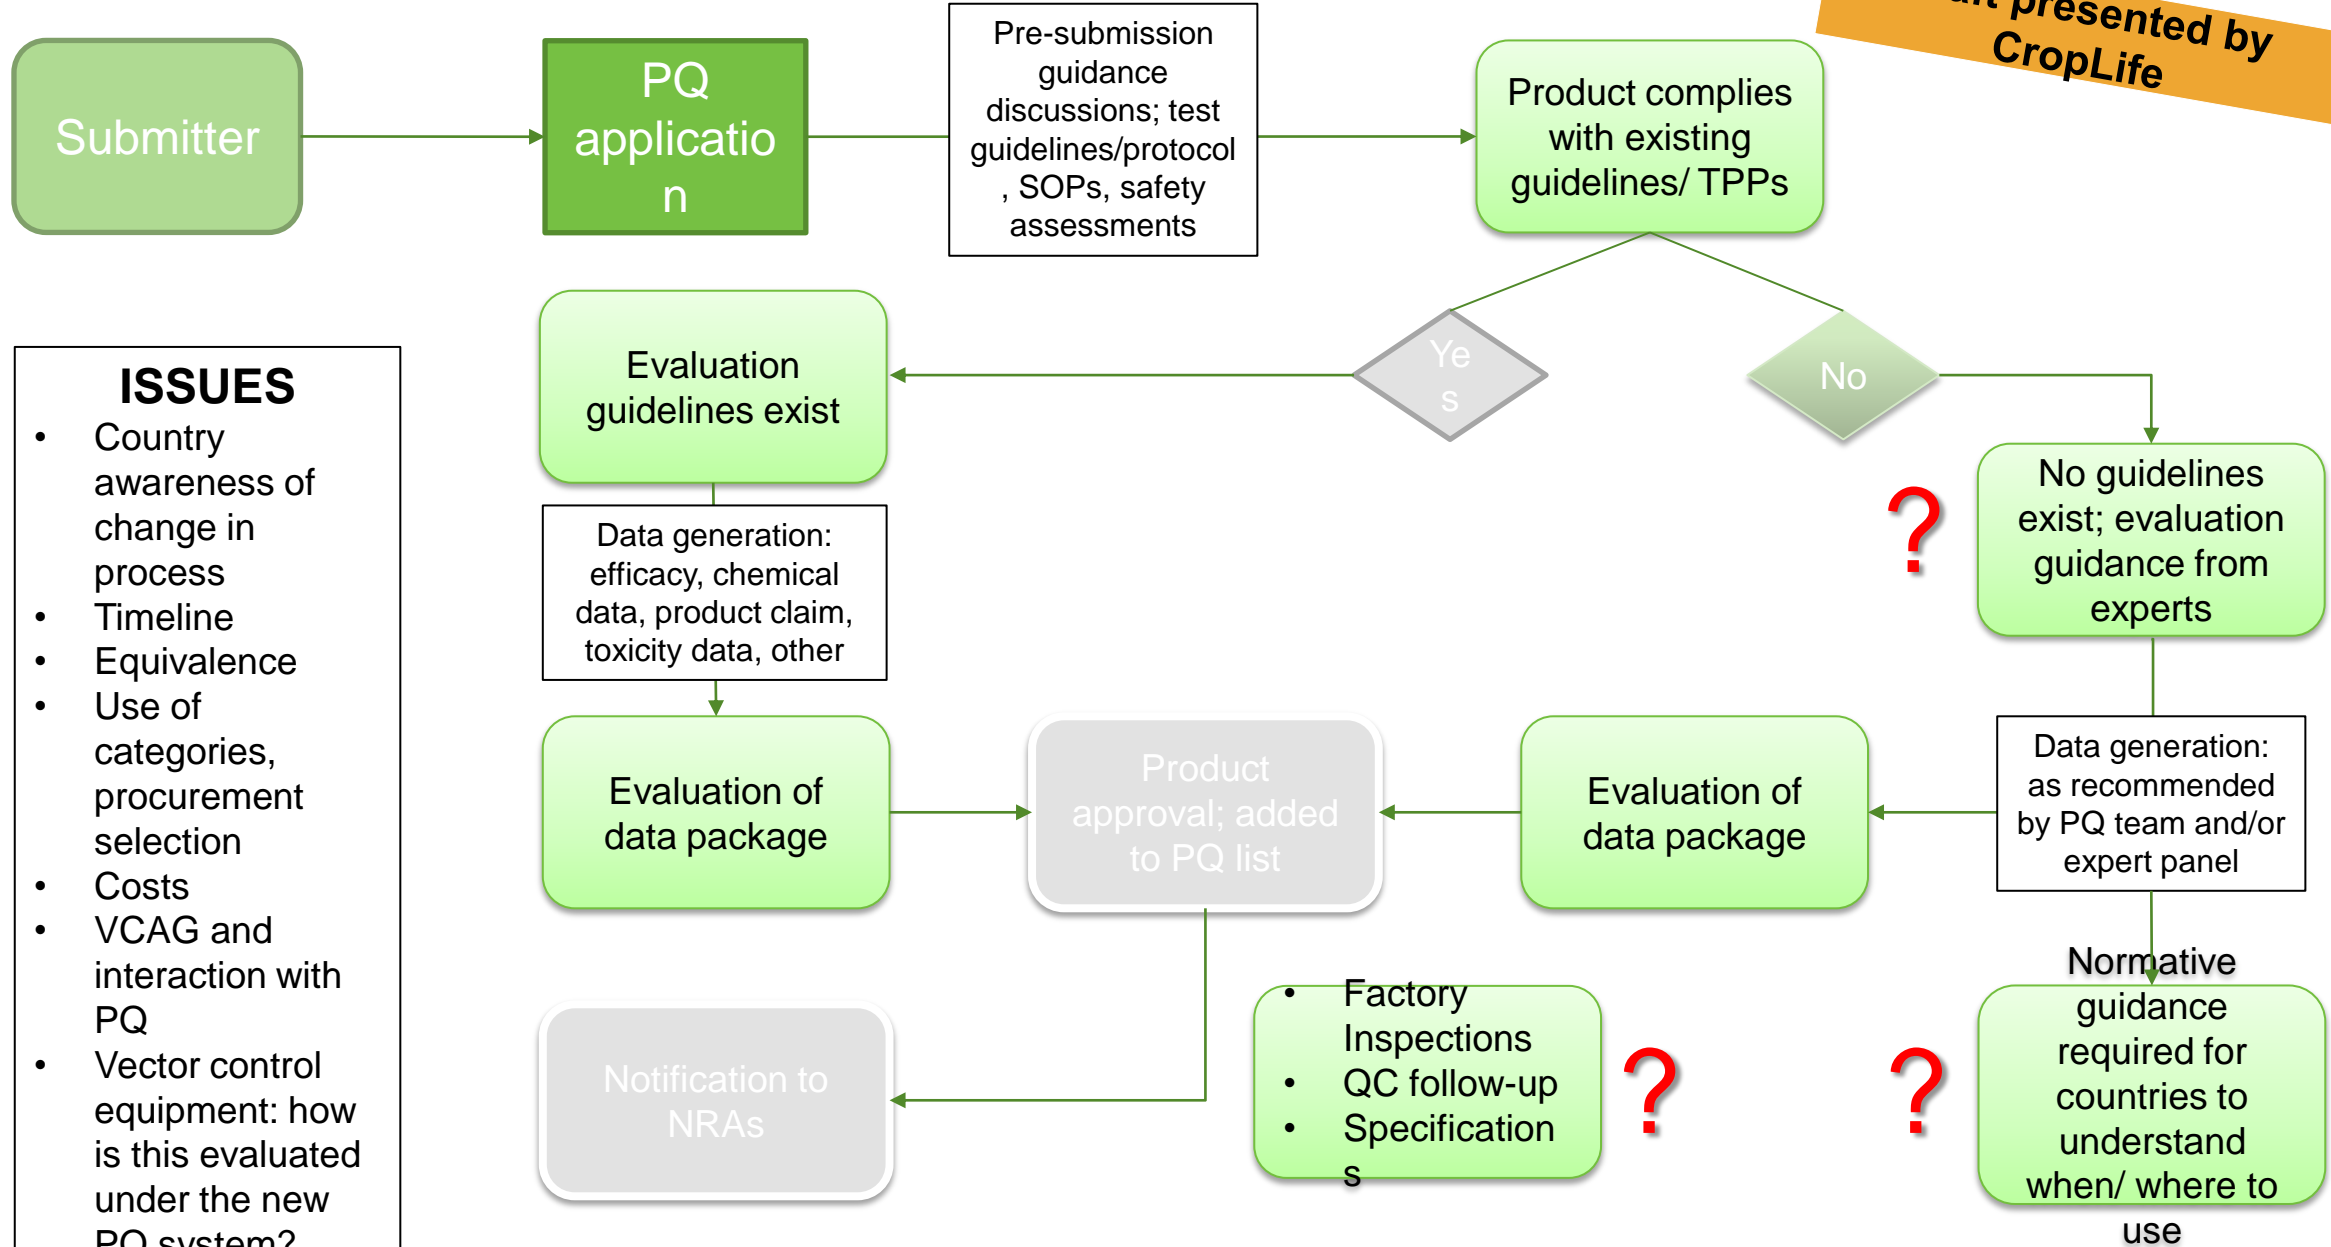 presented by
CropLife
Submitter
PQ
applicatio
n
Pre-submission
guidance
discussions; test
guidelines/protocol
, SOPs, safety
assessments
Product complies
with existing
guidelines/ TPPs
Ye
s
No
Evaluation
guidelines exist
No guidelines
exist; evaluation
guidance from
experts
?
ISSUES
• Country
awareness of
change in
process
• Timeline
• Equivalence
• Use of
categories,
procurement
selection
• Costs
• VCAG and
interaction with
PQ
• Vector control
equipment: how
is this evaluated
under the new
PQ system?
Data generation:
efficacy, chemical
data, product claim,
toxicity data, other
Evaluation of
data package
Product
approval; added
to PQ list
Evaluation of
data package
Data generation:
as recommended
by PQ team and/or
expert panel
Notification to
NRAs
• Factory
Inspections
• QC follow-up
• Specification
s
?
?
Normative
guidance
required for
countries to
understand
when/ where to
use